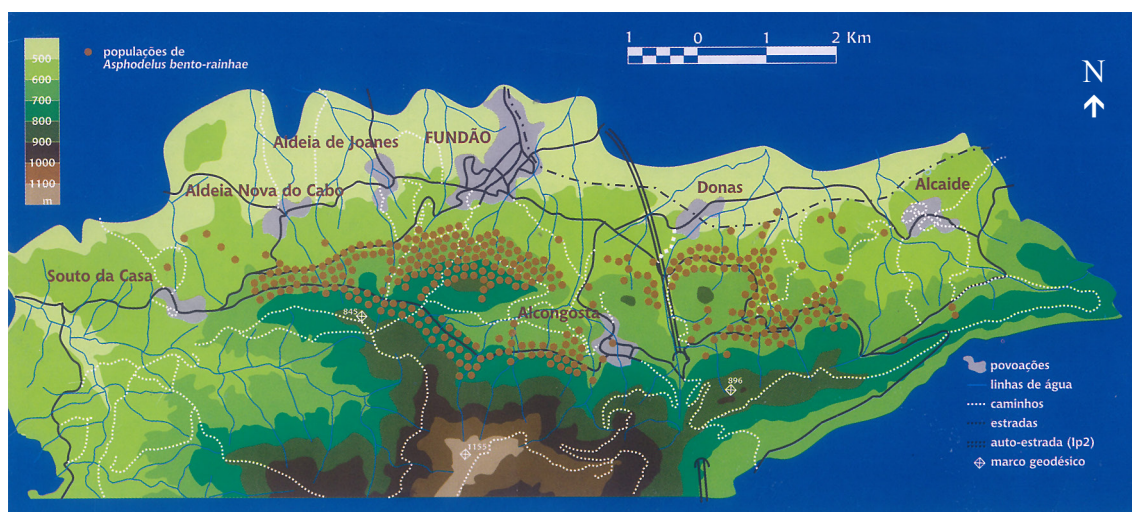 500
600
700
800
900
1000
1100
m
populações de
Asphodelus bento-rainhae
1 0 1 2 Km
N
Aldeia de Joanes
FUNDÃO
Aldeia Nova do Cabo
Donas
Alcaide
Souto da Casa
845
Alcongosta
896
1155
povoações
linhas de água
caminhos
estradas
auto-estrada (Ip2)
marco geodésico